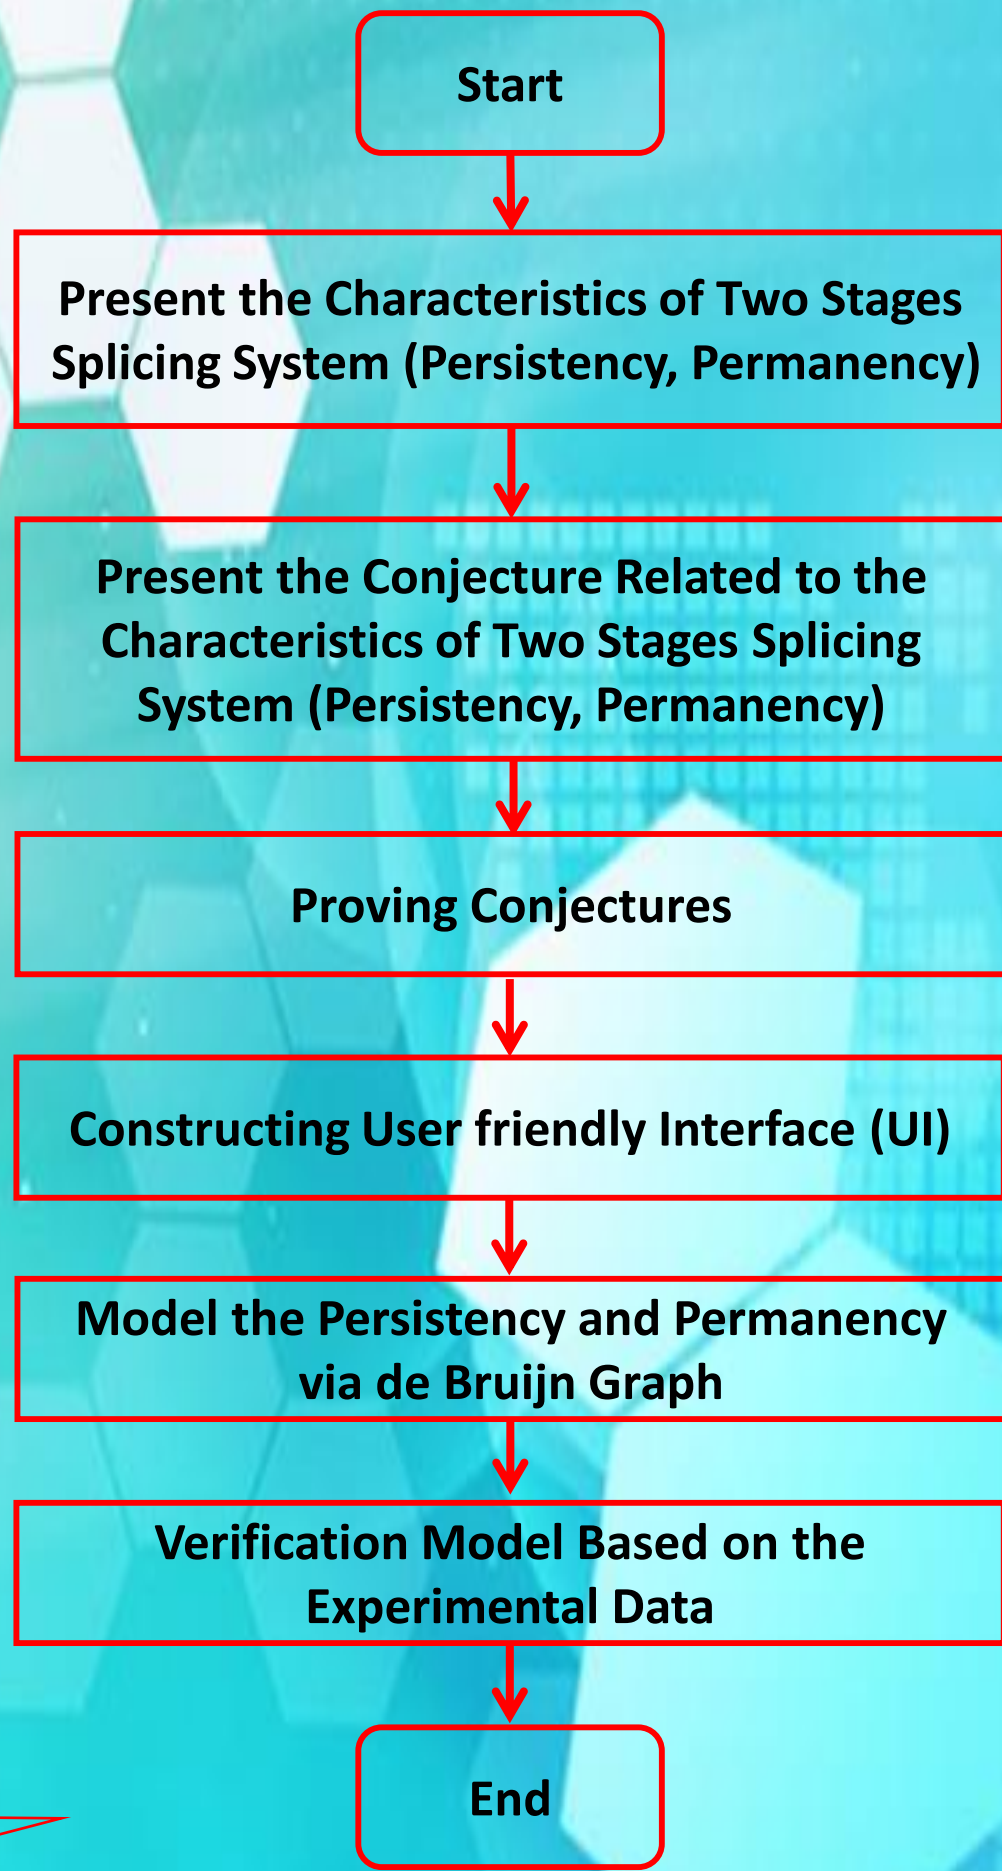 Start
Present the Characteristics of Two Stages
Splicing System (Persistency, Permanency)
Present the Conjecture Related to the
Characteristics of Two Stages Splicing
System (Persistency, Permanency)
Proving Conjectures
Constructing User friendly Interface (UI)
Model the Persistency and Permanency
via de Bruijn Graph
Verification Model Based on the
Experimental Data
End